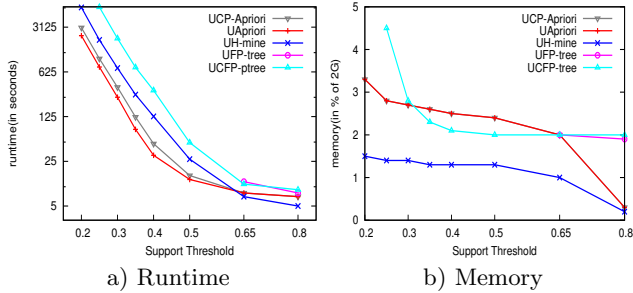 UCP-Apriori
UApriori
UH-mine
UFP-tree
UCFP-ptree
3125
625
125
25
5
runtime(in seconds)
0.2 0.3 0.4 0.5 0.65 0.8
Support Threshold
a) Runtime
UCP-Apriori
UApriori
UH-mine
UFP-tree
UCFP-tree
5
4
3
2
1
0
memory(in % of 2G)
0.2 0.3 0.4 0.5 0.65 0.8
Support Threshold
b) Memory